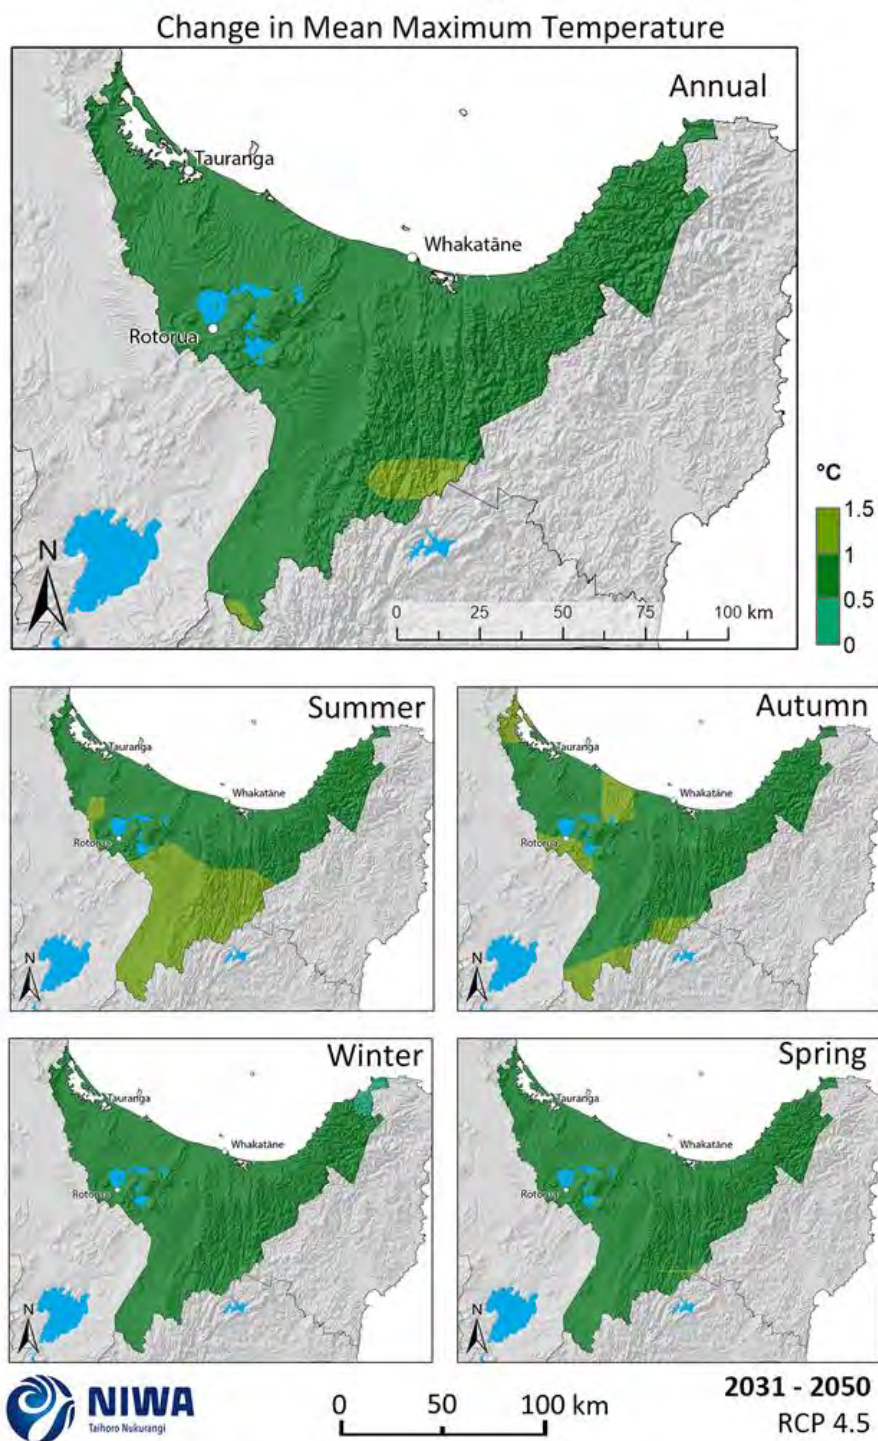 Change in Mean Maximum Temperature
Annual
Tauranga
Whakatāne
Rotorua
°C
1.5
1
0.5
0
N
0 25 50 75 100 km
Summer
Tauranga
Whakatāne
Rotorua
N
Autumn
Tauranga
Whakatāne
Rotorua
N
Winter
Tauranga
Whakatāne
Rotorua
N
Spring
Tauranga
Whakatāne
Rotorua
N
NIWA
Taihoro Nukurangi
0 50 100 km
2031 - 2050
RCP 4.5